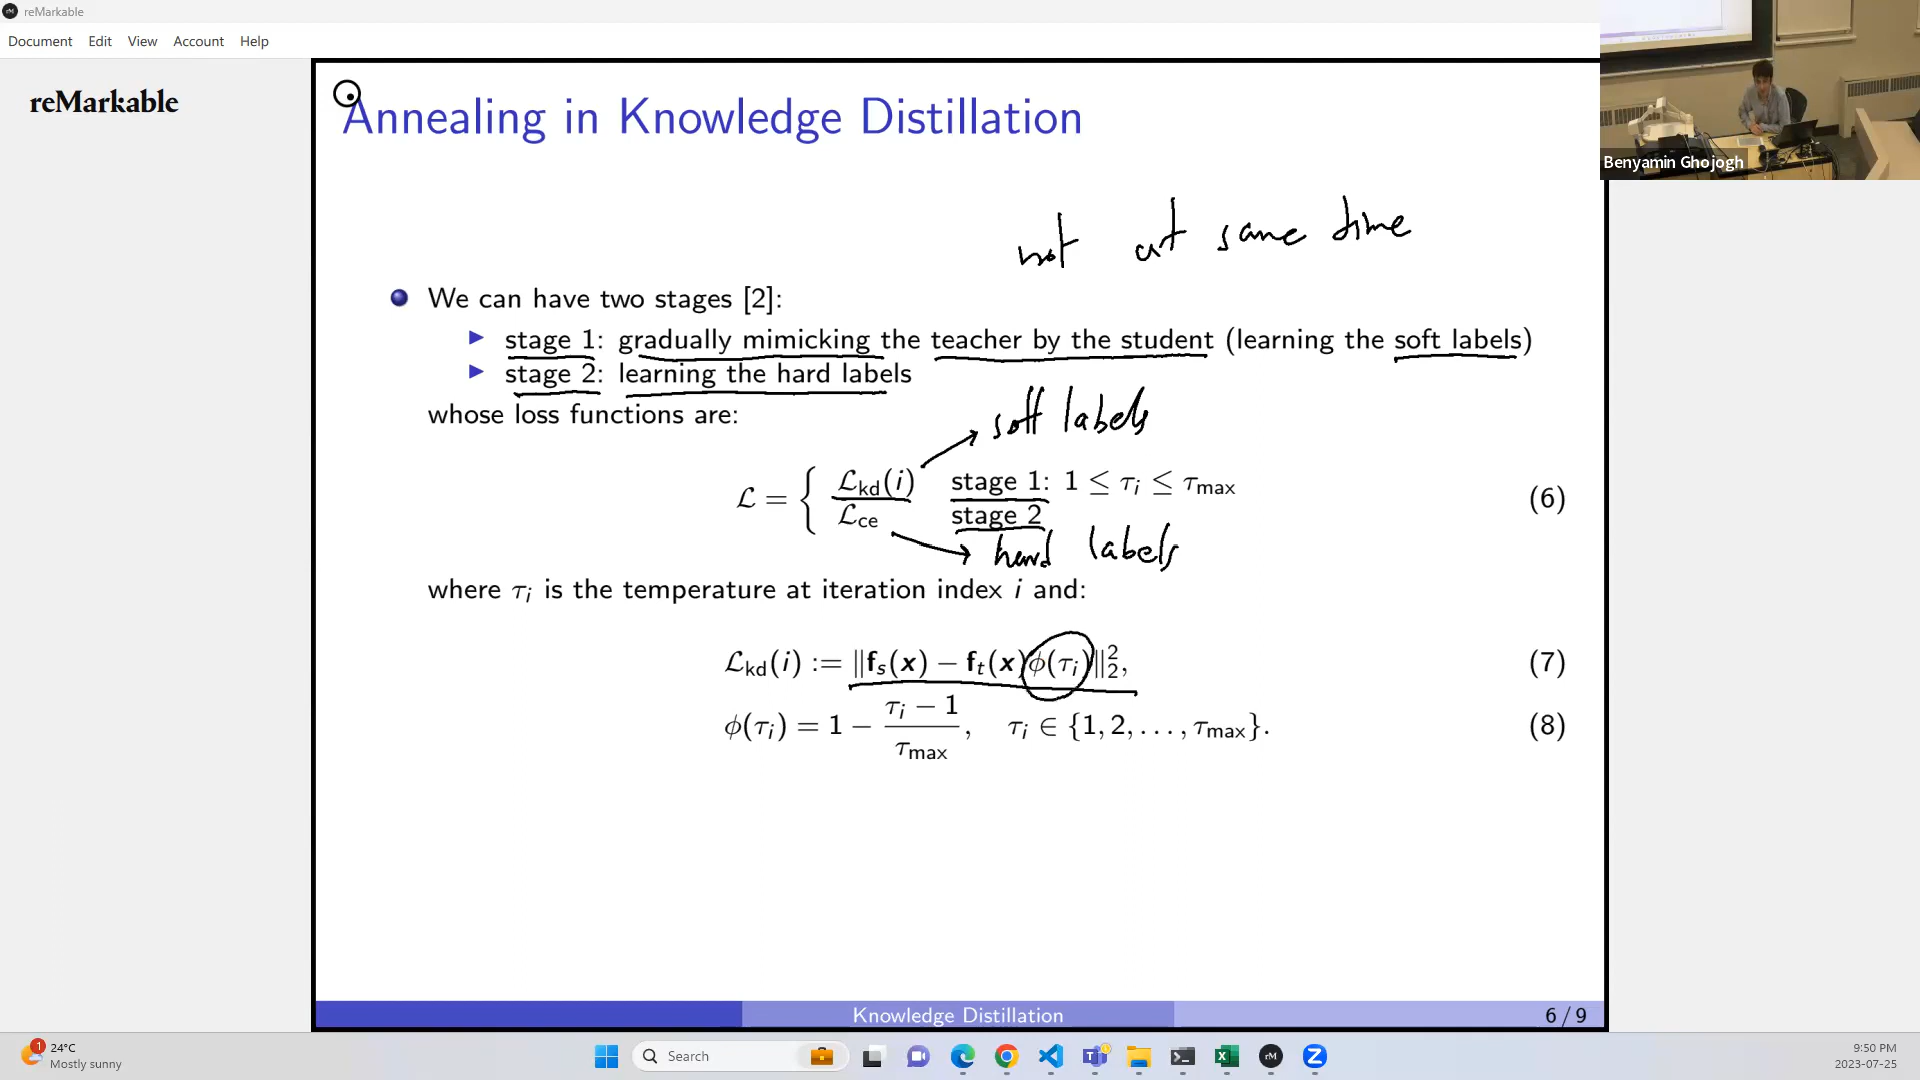 reMarkable
Document Edit View Account Help
reMarkable
Benyamin Ghojogh
Annealing in Knowledge Distillation
not at same time
We can have two stages [2]:
stage 1: gradually mimicking the teacher by the student (learning the soft labels)
stage 2: learning the hard labels
whose loss functions are:
soft labels
ℒ = { ℒkd(i) stage 1: 1 ≤ τi ≤ τmax
ℒce stage 2 (6)
hard labels
where τi is the temperature at iteration index i and:
ℒkd(i) := ‖fs(x) − ft(x)ϕ(τi)‖₂², (7)
ϕ(τi) = 1 − (τi − 1)/τmax, τi ∈ {1, 2, . . . , τmax}. (8)
Knowledge Distillation 6 / 9
1 24°C
Mostly sunny
Search
9:50 PM
2023-07-25